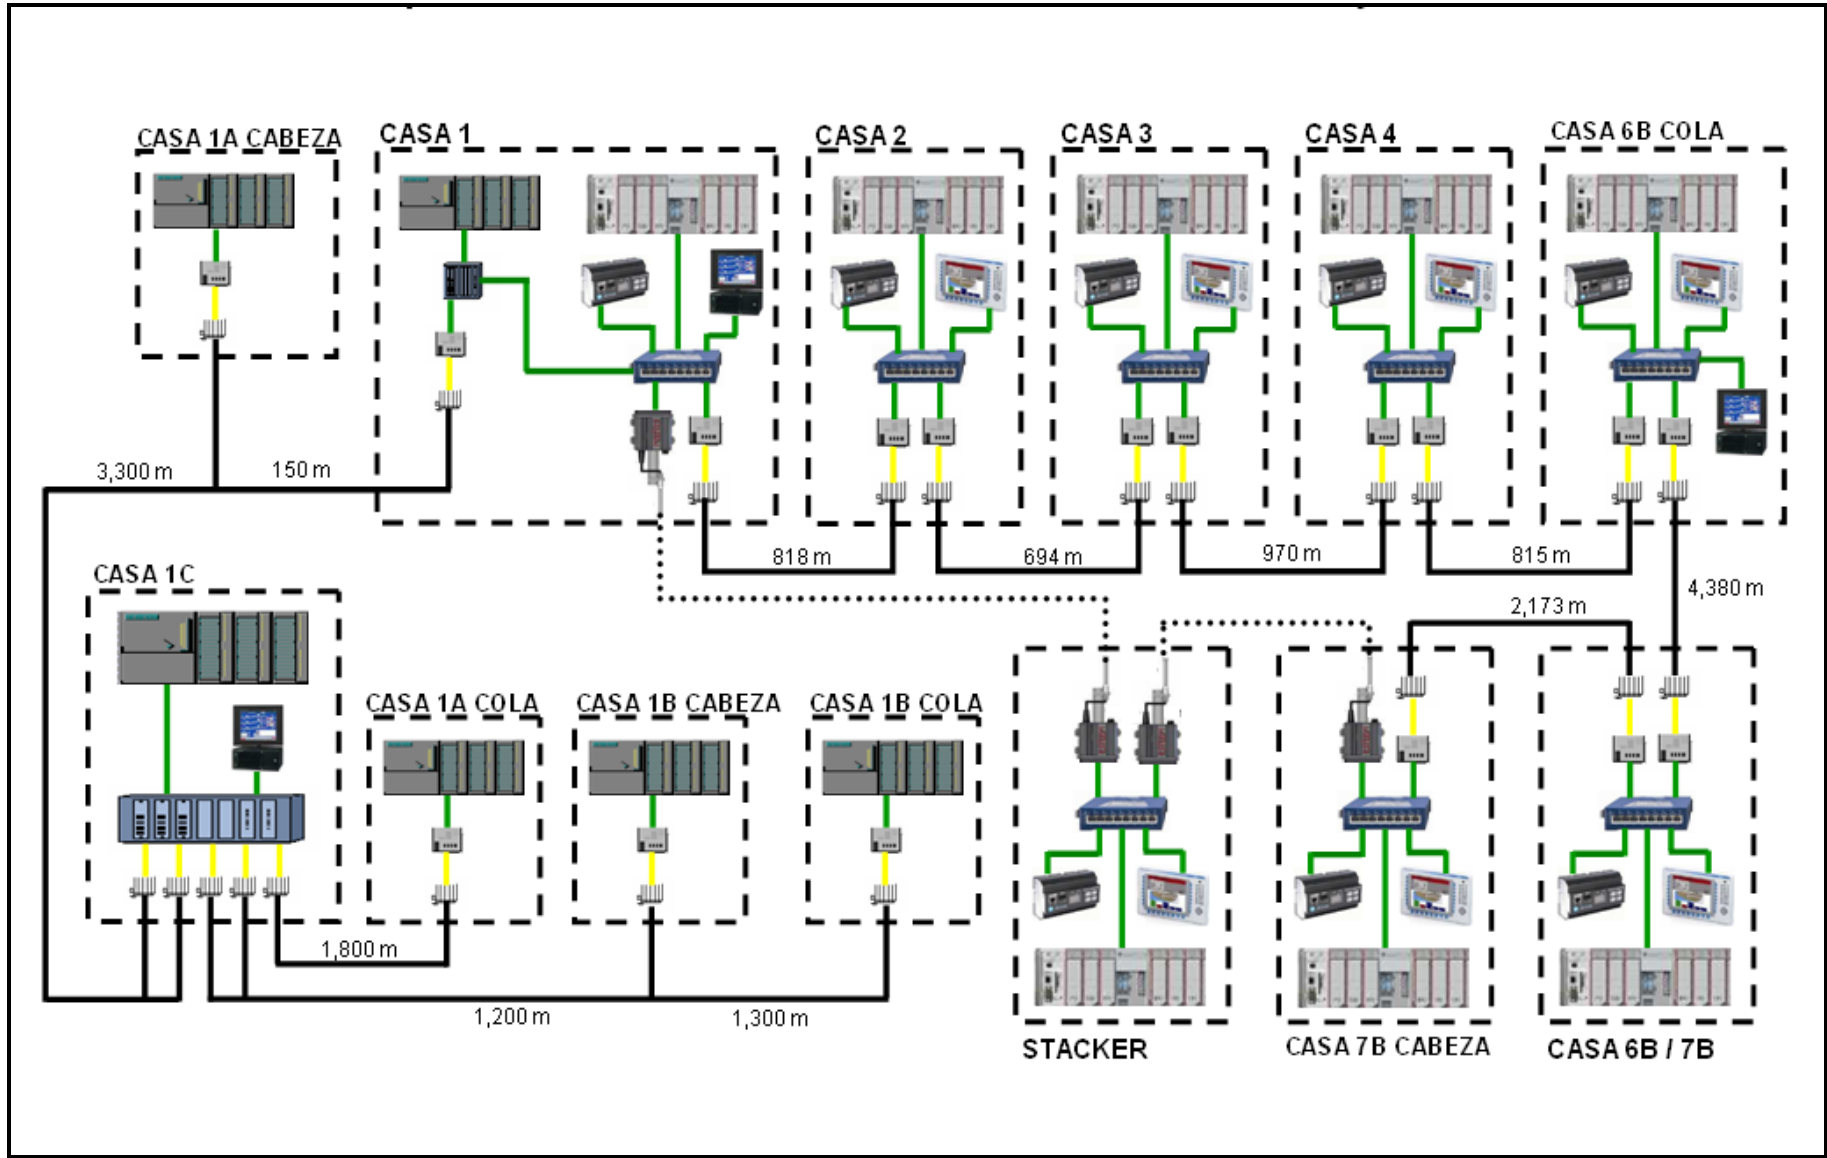 CASA 1A CABEZA
CASA 1
CASA 2
CASA 3
CASA 4
CASA 6B COLA
3,300 m
150 m
818 m
694 m
970 m
815 m
4,380 m
2,173 m
CASA 1C
CASA 1A COLA
CASA 1B CABEZA
CASA 1B COLA
1,800 m
1,200 m
1,300 m
STACKER
CASA 7B CABEZA
CASA 6B / 7B